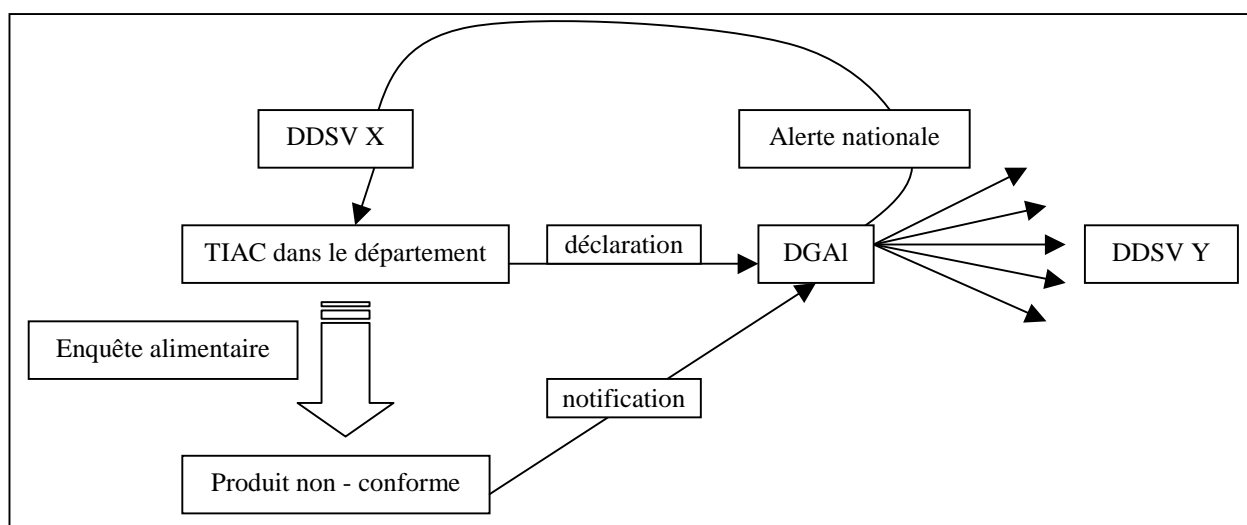 DDSV X
Alerte nationale
TIAC dans le département
déclaration
DGAl
DDSV Y
Enquête alimentaire
notification
Produit non - conforme